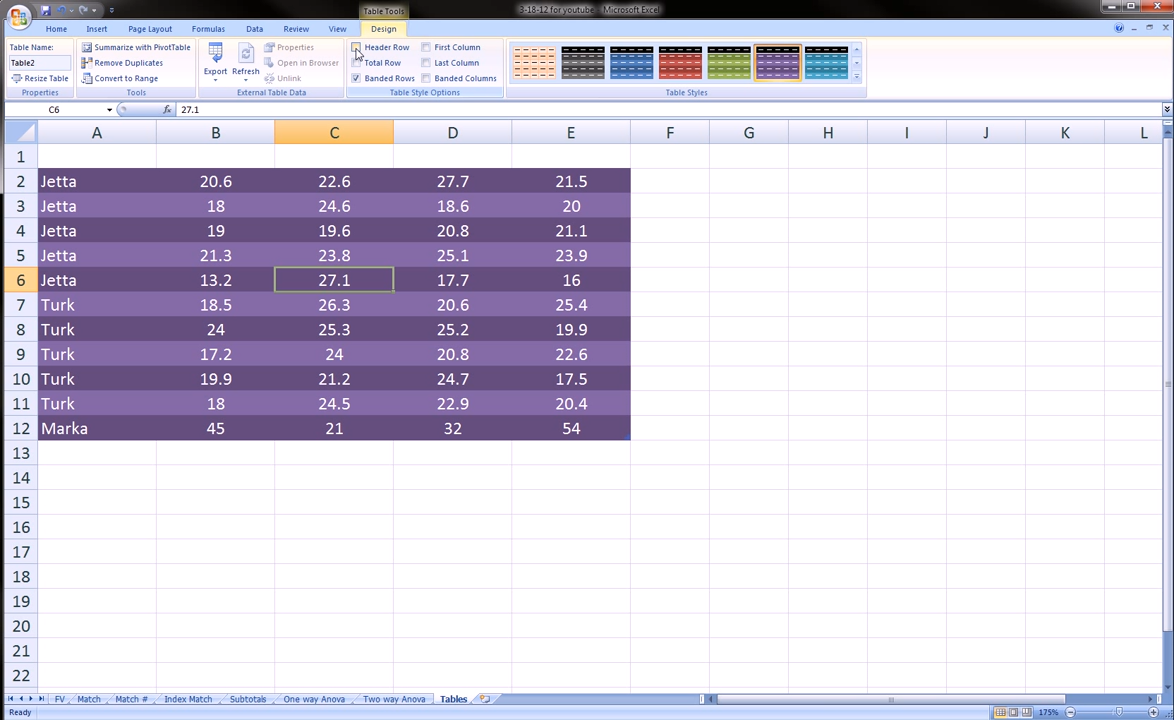 Table Tools
3-18-12 for youtube - Microsoft Excel
Home Insert Page Layout Formulas Data Review View Design
Table Name:
Table2
Resize Table
Properties
Summarize with PivotTable
Remove Duplicates
Convert to Range
Tools
Export Refresh
Properties
Open in Browser
Unlink
External Table Data
Header Row First Column
Total Row Last Column
Banded Rows Banded Columns
Table Style Options
Table Styles
C6 fx 27.1
A B C D E F G H I J K L
1
2 Jetta 20.6 22.6 27.7 21.5
3 Jetta 18 24.6 18.6 20
4 Jetta 19 19.6 20.8 21.1
5 Jetta 21.3 23.8 25.1 23.9
6 Jetta 13.2 27.1 17.7 16
7 Turk 18.5 26.3 20.6 25.4
8 Turk 24 25.3 25.2 19.9
9 Turk 17.2 24 20.8 22.6
10 Turk 19.9 21.2 24.7 17.5
11 Turk 18 24.5 22.9 20.4
12 Marka 45 21 32 54
13
14
15
16
17
18
19
20
21
22
FV Match Match # Index Match Subtotals One way Anova Two way Anova Tables
Ready 175%